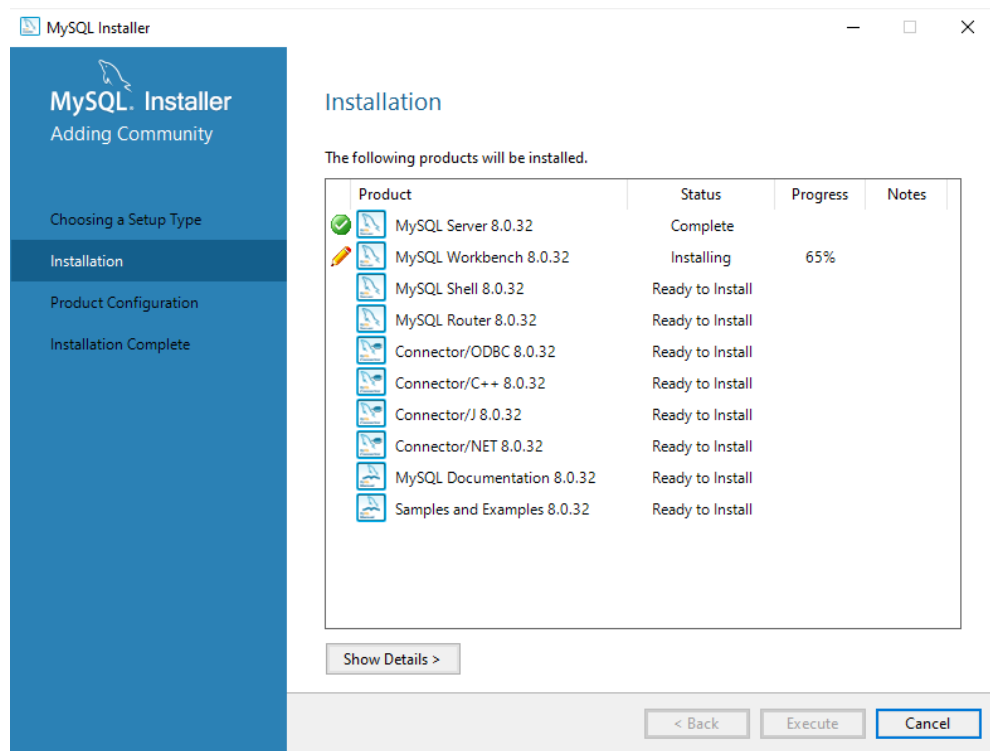 MySQL Installer
MySQL. Installer
Adding Community
Choosing a Setup Type
Installation
Product Configuration
Installation Complete
Installation
The following products will be installed.
Product Status Progress Notes
MySQL Server 8.0.32 Complete
MySQL Workbench 8.0.32 Installing 65%
MySQL Shell 8.0.32 Ready to Install
MySQL Router 8.0.32 Ready to Install
Connector/ODBC 8.0.32 Ready to Install
Connector/C++ 8.0.32 Ready to Install
Connector/J 8.0.32 Ready to Install
Connector/NET 8.0.32 Ready to Install
MySQL Documentation 8.0.32 Ready to Install
Samples and Examples 8.0.32 Ready to Install
Show Details >
< Back Execute Cancel